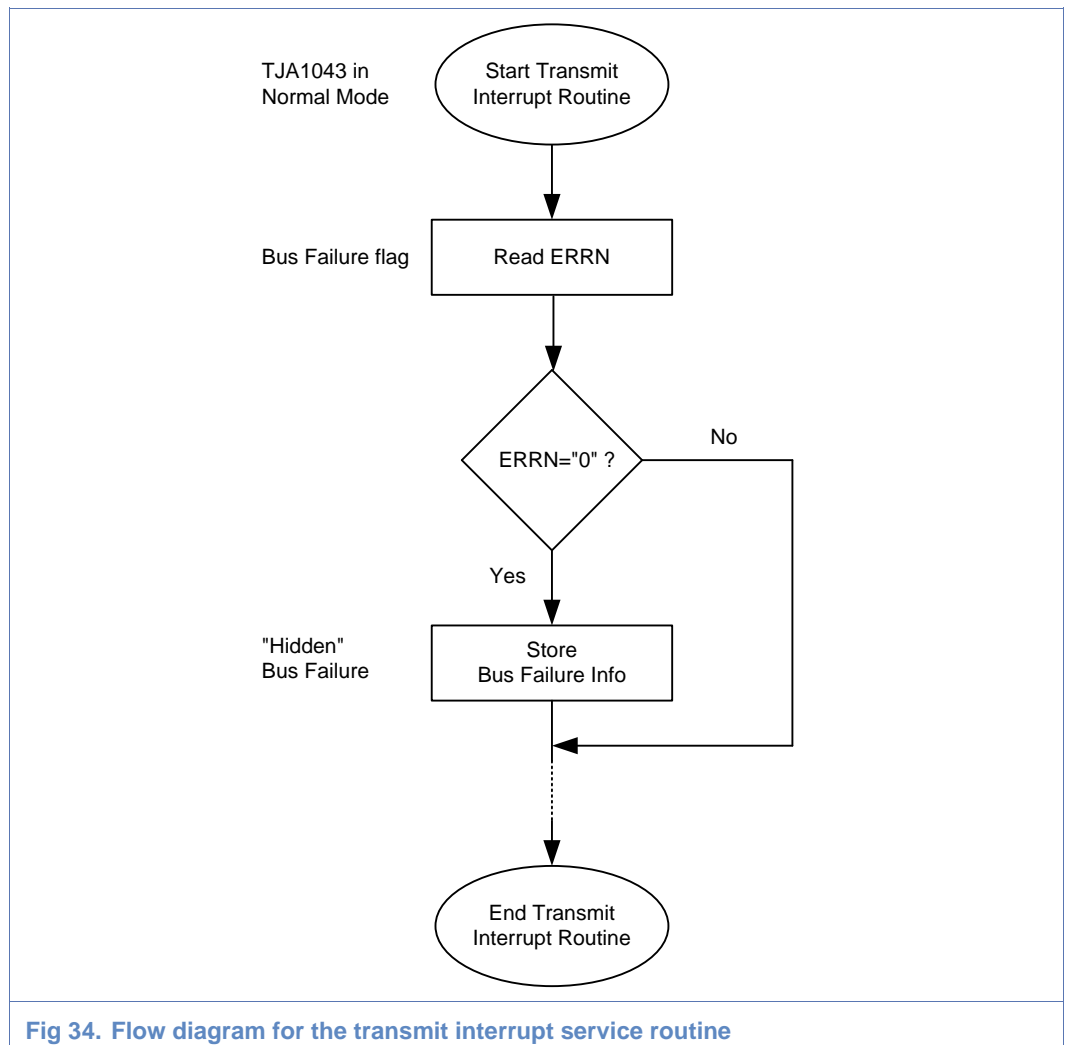 TJA1043 in
Normal Mode
Start Transmit
Interrupt Routine
Bus Failure flag
Read ERRN
ERRN="0" ?
No
Yes
"Hidden"
Bus Failure
Store
Bus Failure Info
End Transmit
Interrupt Routine
Fig 34. Flow diagram for the transmit interrupt service routine